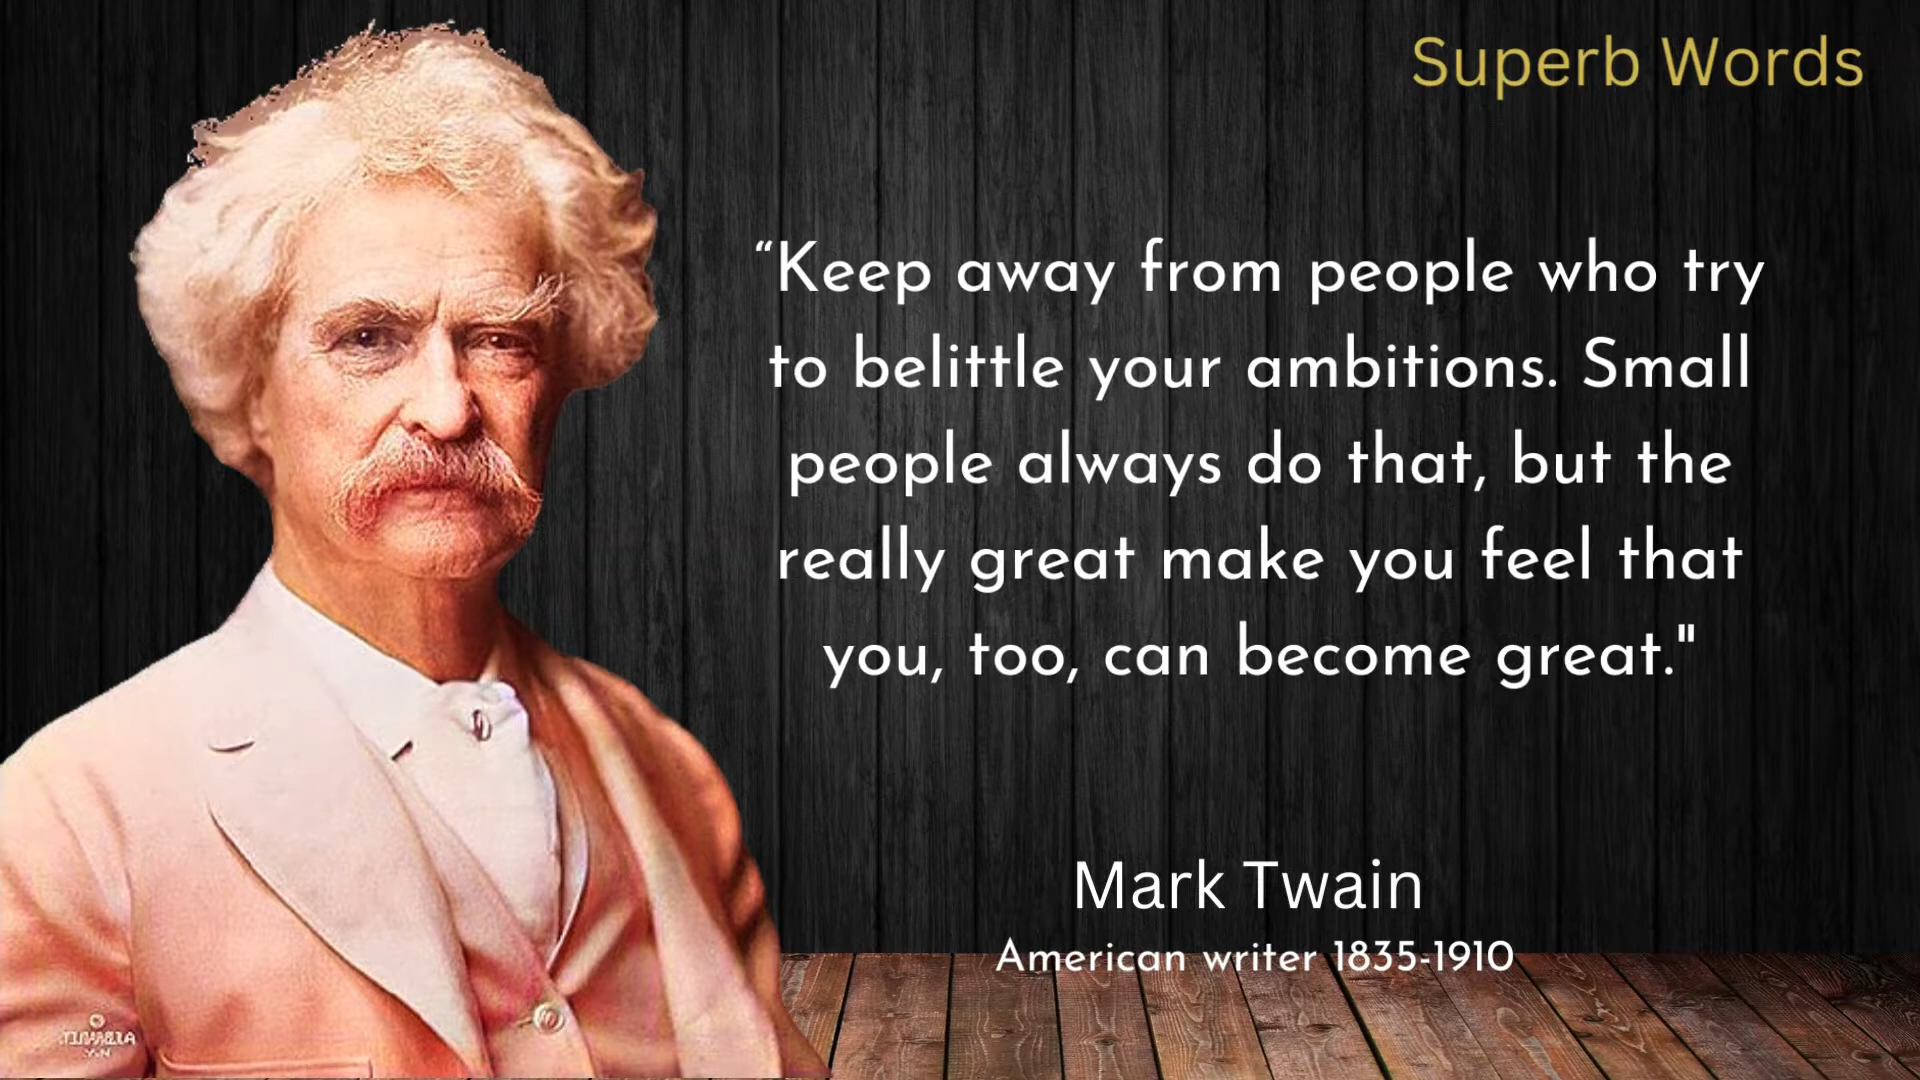 Superb Words
“Keep away from people who try
to belittle your ambitions. Small
people always do that, but the
really great make you feel that
you, too, can become great."
Mark Twain
American writer 1835-1910